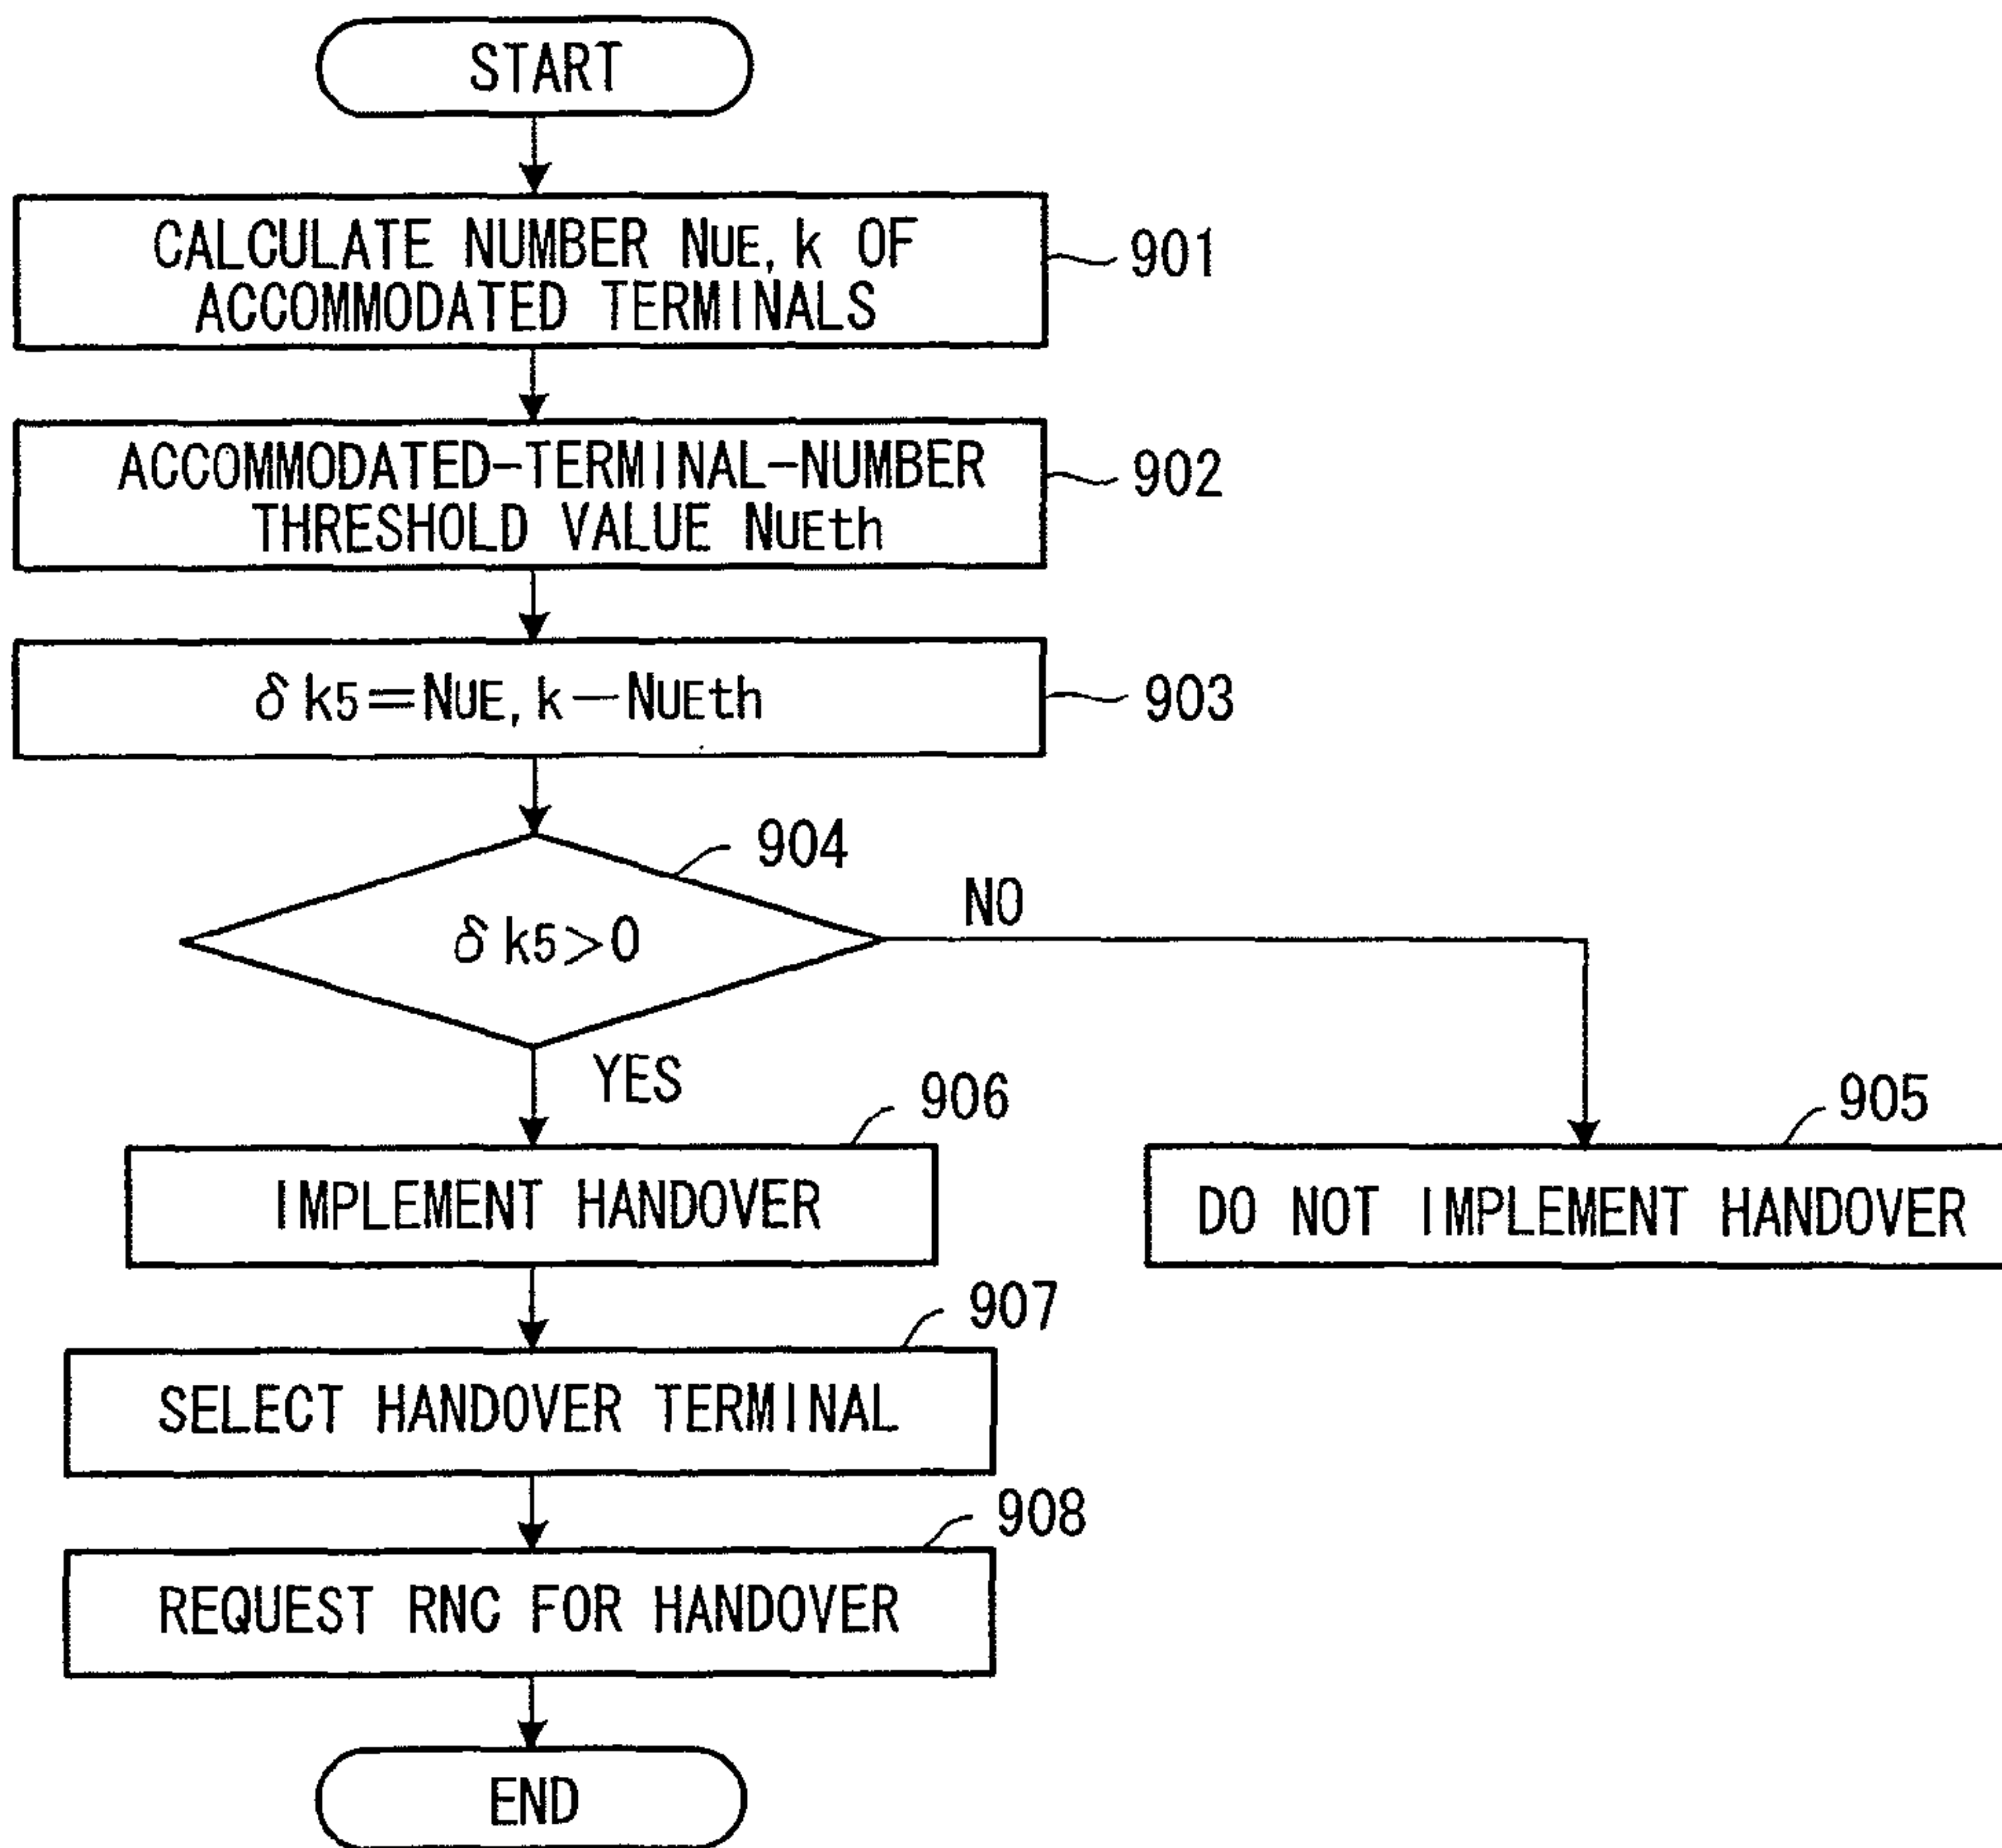 START
CALCULATE NUMBER NUE, k OF
ACCOMMODATED TERMINALS
901
ACCOMMODATED-TERMINAL-NUMBER
THRESHOLD VALUE NUEth
902
δk5=NUE, k-NUEth
903
904
δk5>0
NO
YES
906
905
IMPLEMENT HANDOVER
DO NOT IMPLEMENT HANDOVER
907
SELECT HANDOVER TERMINAL
908
REQUEST RNC FOR HANDOVER
END